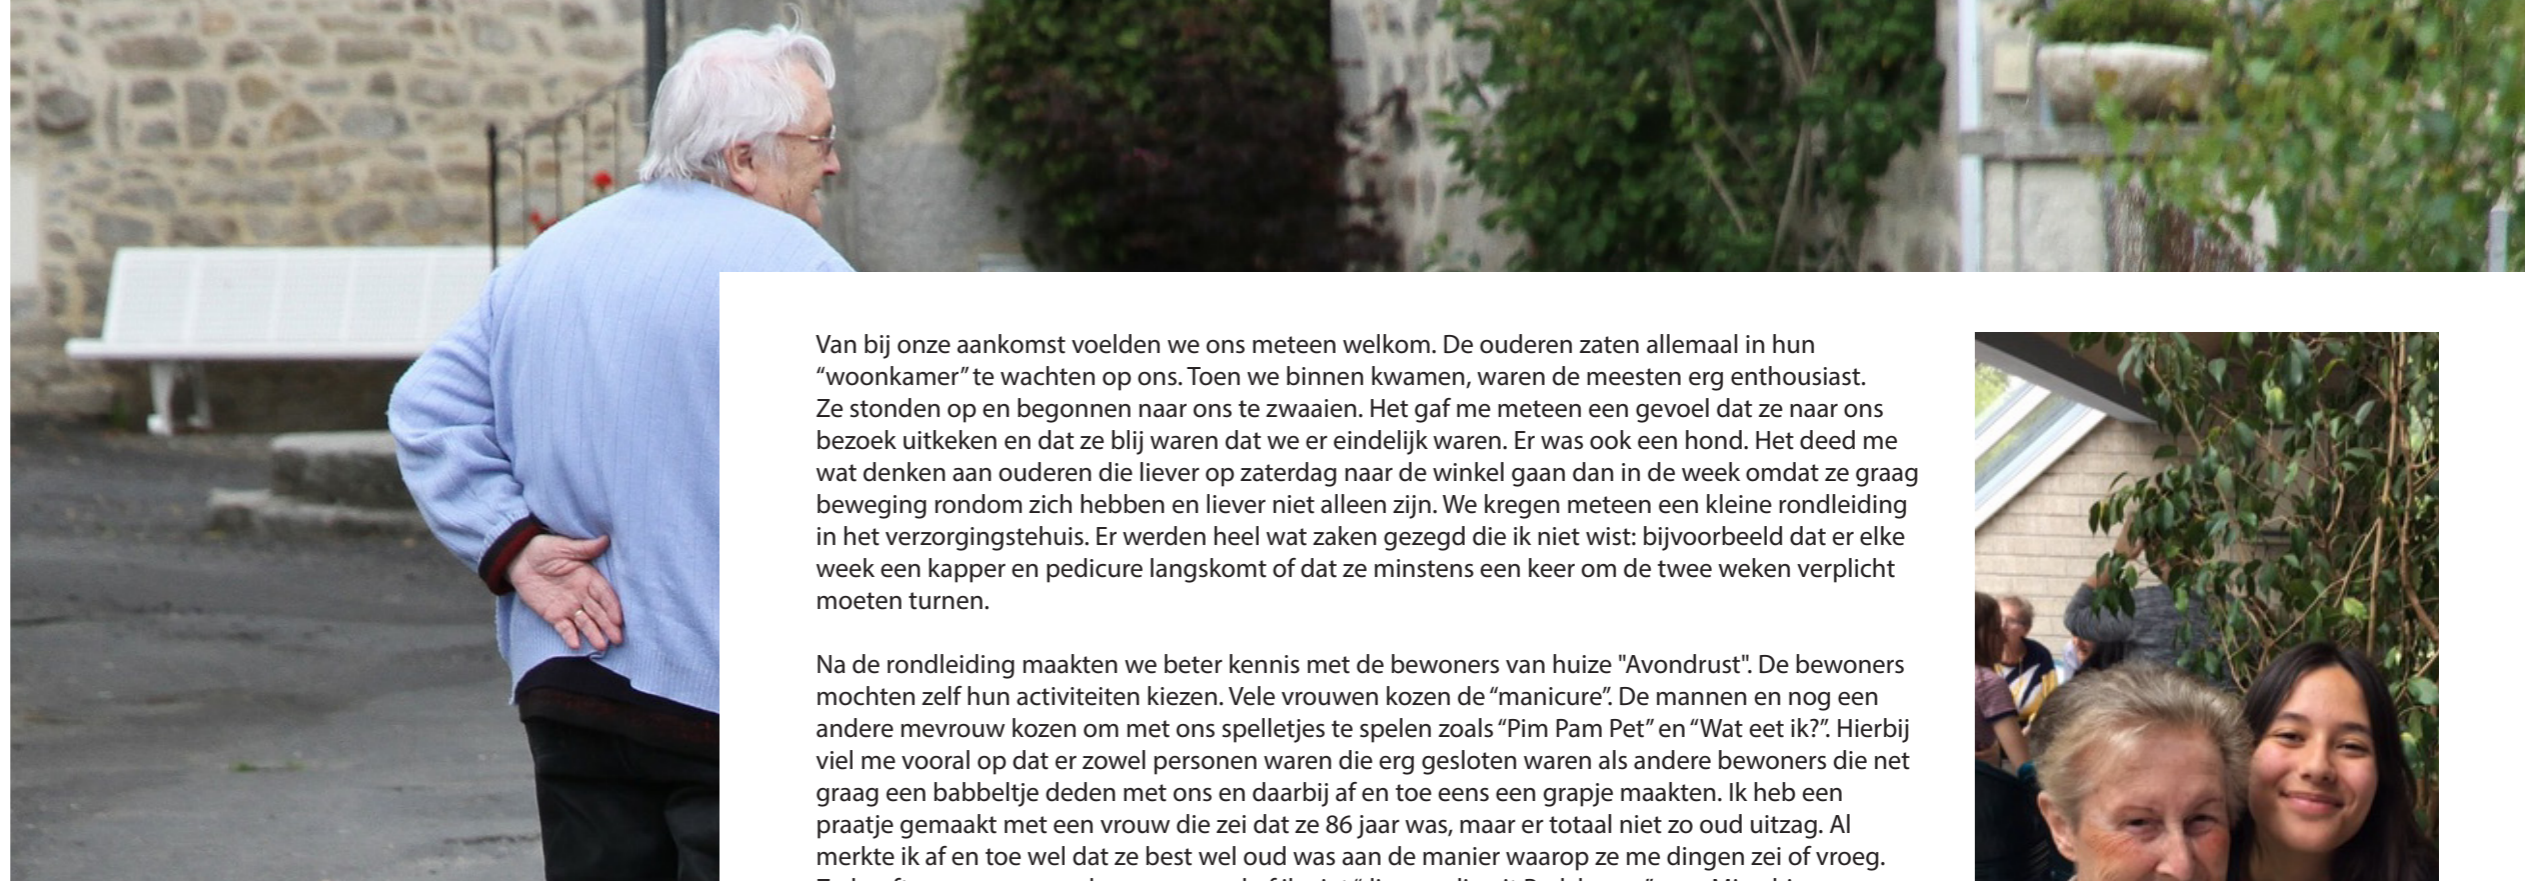 Van bij onze aankomst voelden we ons meteen welkom. De ouderen zaten allemaal in hun
“woonkamer” te wachten op ons. Toen we binnen kwamen, waren de meesten erg enthousiast.
Ze stonden op en begonnen naar ons te zwaaien. Het gaf me meteen een gevoel dat ze naar ons
bezoek uitkeken en dat ze blij waren dat we er eindelijk waren. Er was ook een hond. Het deed me
wat denken aan ouderen die liever op zaterdag naar de winkel gaan dan in de week omdat ze graag
beweging rondom zich hebben en liever niet alleen zijn. We kregen meteen een kleine rondleiding
in het verzorgingstehuis. Er werden heel wat zaken gezegd die ik niet wist: bijvoorbeeld dat er elke
week een kapper en pedicure langskomt of dat ze minstens een keer om de twee weken verplicht
moeten turnen.
Na de rondleiding maakten we beter kennis met de bewoners van huize "Avondrust". De bewoners
mochten zelf hun activiteiten kiezen. Vele vrouwen kozen de “manicure”. De mannen en nog een
andere mevrouw kozen om met ons spelletjes te spelen zoals “Pim Pam Pet” en “Wat eet ik?”. Hierbij
viel me vooral op dat er zowel personen waren die erg gesloten waren als andere bewoners die net
graag een babbeltje deden met ons en daarbij af en toe eens een grapje maakten. Ik heb een
praatje gemaakt met een vrouw die zei dat ze 86 jaar was, maar er totaal niet zo oud uitzag. Al
merkte ik af en toe wel dat ze best wel oud was aan de manier waarop ze me dingen zei of vroeg.